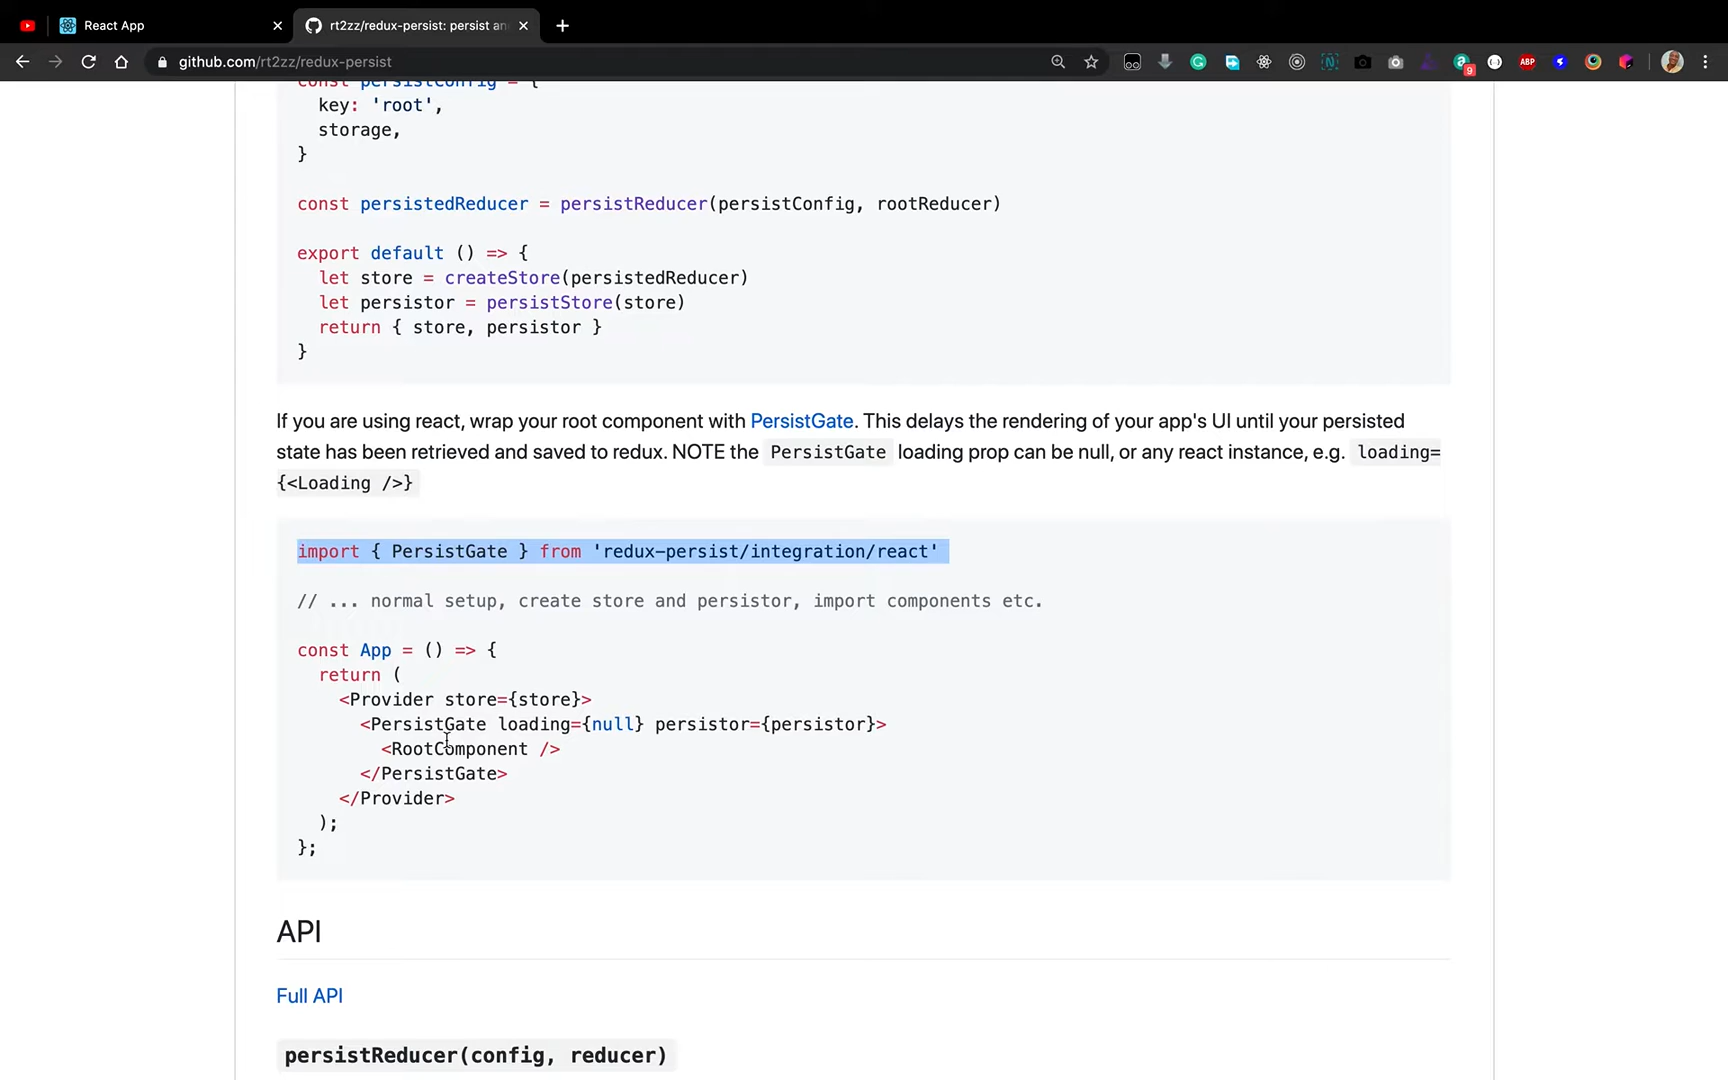 React App
rt2zz/redux-persist: persist an
github.com/rt2zz/redux-persist
9
ABP
const persistConfig = {
key: 'root',
storage,
}
const persistedReducer = persistReducer(persistConfig, rootReducer)
export default () => {
let store = createStore(persistedReducer)
let persistor = persistStore(store)
return { store, persistor }
}
If you are using react, wrap your root component with PersistGate. This delays the rendering of your app's UI until your persisted
state has been retrieved and saved to redux. NOTE the PersistGate loading prop can be null, or any react instance, e.g. loading=
{<Loading />}
import { PersistGate } from 'redux-persist/integration/react'
// ... normal setup, create store and persistor, import components etc.
const App = () => {
return (
<Provider store={store}>
<PersistGate loading={null} persistor={persistor}>
<RootComponent />
</PersistGate>
</Provider>
);
};
API
Full API
persistReducer(config, reducer)